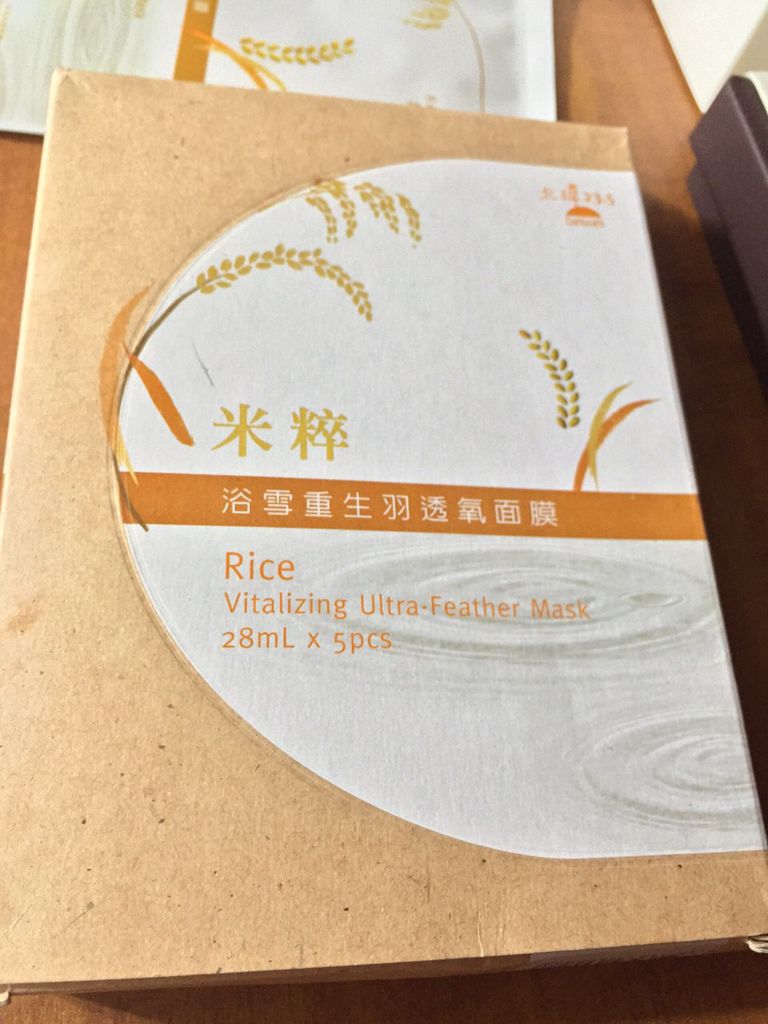 北緯23.5
米粹
浴雪重生羽透氧面膜
Rice
Vitalizing Ultra-Feather Mask
28mL x 5pcs